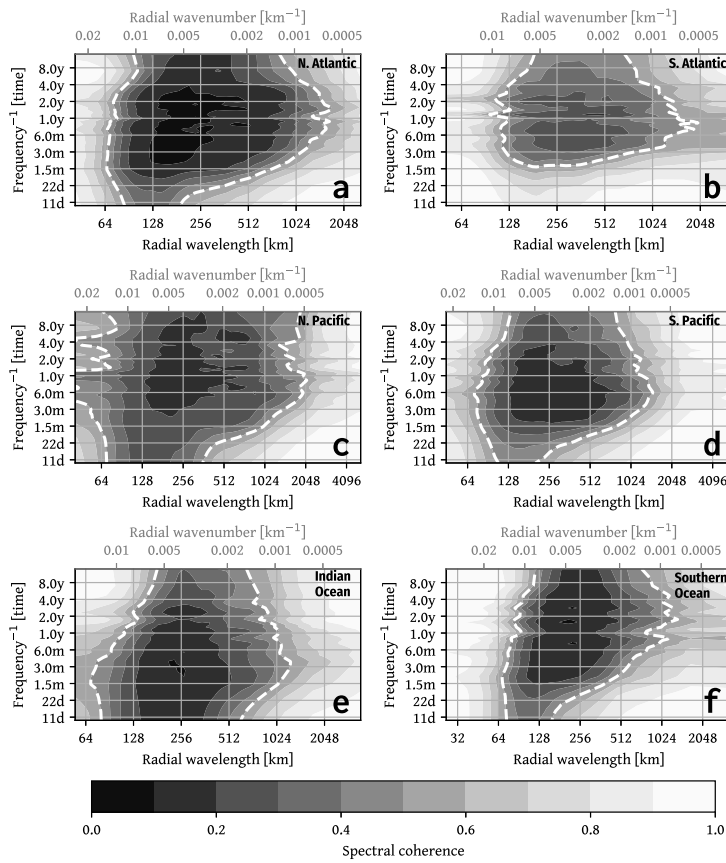 Radial wavenumber [km⁻¹] Radial wavenumber [km⁻¹]
0.02 0.01 0.005 0.002 0.001 0.0005 0.01 0.005 0.002 0.001 0.0005
N. Atlantic S. Atlantic
Frequency⁻¹ [time] Frequency⁻¹ [time]
8.0y 8.0y
4.0y 4.0y
2.0y 2.0y
1.0y 1.0y
6.0m 6.0m
3.0m 3.0m
1.5m 1.5m
22d 22d
11d 11d
a b
64 128 256 512 1024 2048 64 128 256 512 1024 2048
Radial wavelength [km] Radial wavelength [km]
Radial wavenumber [km⁻¹] Radial wavenumber [km⁻¹]
0.02 0.01 0.005 0.002 0.001 0.0005 0.02 0.01 0.005 0.002 0.001 0.0005
N. Pacific S. Pacific
Frequency⁻¹ [time] Frequency⁻¹ [time]
8.0y 8.0y
4.0y 4.0y
2.0y 2.0y
1.0y 1.0y
6.0m 6.0m
3.0m 3.0m
1.5m 1.5m
22d 22d
11d 11d
c d
64 128 256 512 1024 2048 4096 64 128 256 512 1024 2048 4096
Radial wavelength [km] Radial wavelength [km]
Radial wavenumber [km⁻¹] Radial wavenumber [km⁻¹]
0.01 0.005 0.002 0.001 0.0005 0.02 0.01 0.005 0.002 0.001 0.0005
Indian Southern
Ocean Ocean
Frequency⁻¹ [time] Frequency⁻¹ [time]
8.0y 8.0y
4.0y 4.0y
2.0y 2.0y
1.0y 1.0y
6.0m 6.0m
3.0m 3.0m
1.5m 1.5m
22d 22d
11d 11d
e f
64 128 256 512 1024 2048 32 64 128 256 512 1024 2048
Radial wavelength [km] Radial wavelength [km]
0.0 0.2 0.4 0.6 0.8 1.0
Spectral coherence